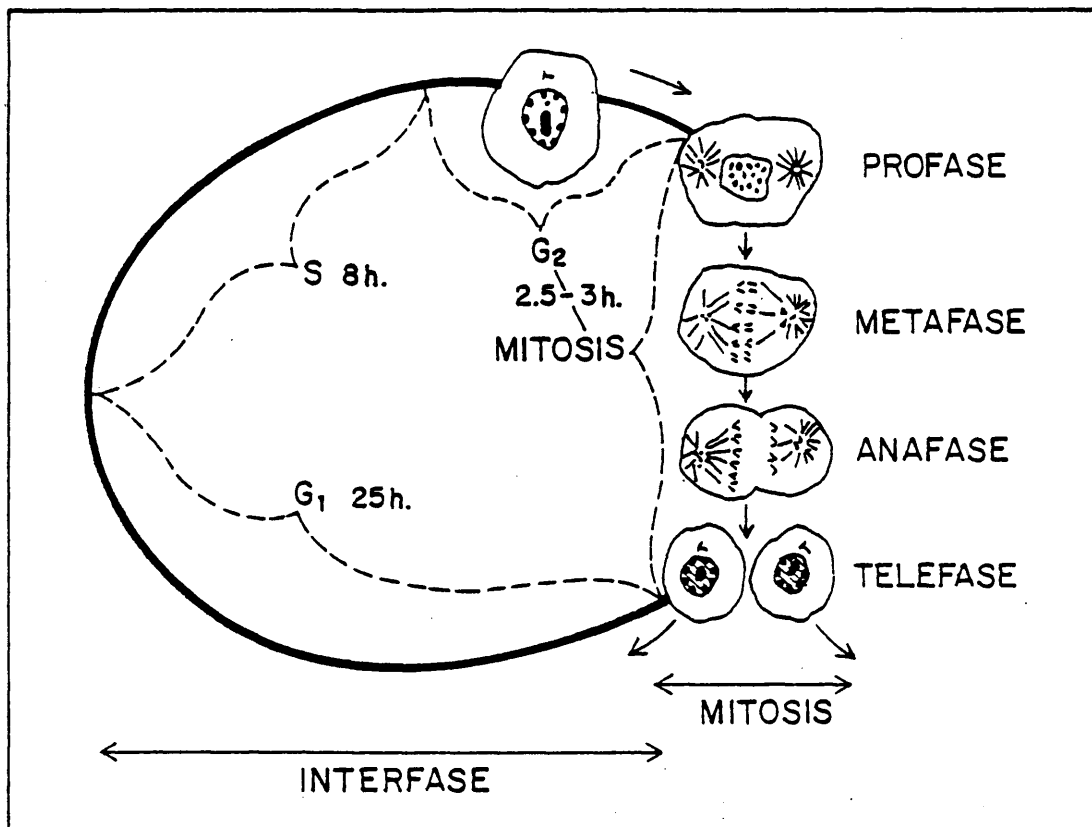 PROFASE
G2
S 8h.
2.5-3h.
METAFASE
MITOSIS
ANAFASE
G1 25h.
TELEFASE
MITOSIS
INTERFASE